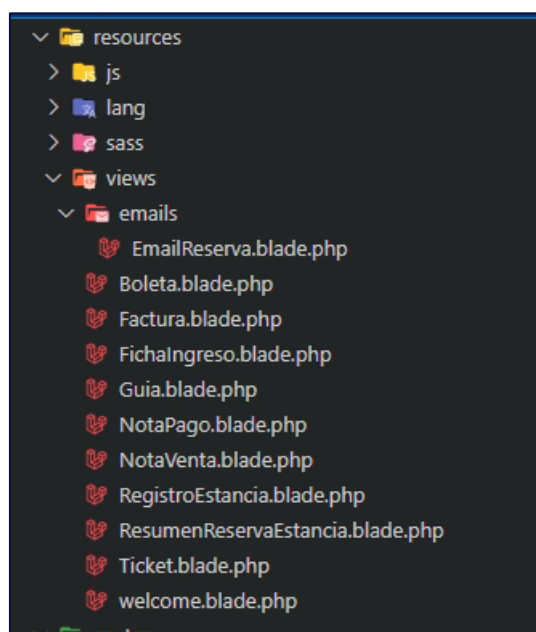 resources
js
lang
sass
views
emails
EmailReserva.blade.php
Boleta.blade.php
Factura.blade.php
FichaIngreso.blade.php
Guia.blade.php
NotaPago.blade.php
NotaVenta.blade.php
RegistroEstancia.blade.php
ResumenReservaEstancia.blade.php
Ticket.blade.php
welcome.blade.php